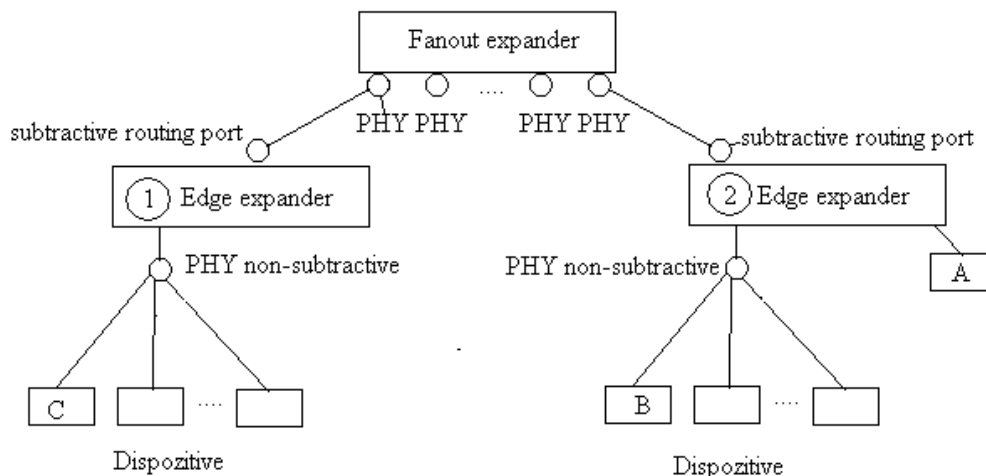 Fanout expander
....
PHY PHY PHY PHY
subtractive routing port
subtractive routing port
1 Edge expander
2 Edge expander
PHY non-subtractive
PHY non-subtractive
A
C
....
B
....
Dispozitive
Dispozitive